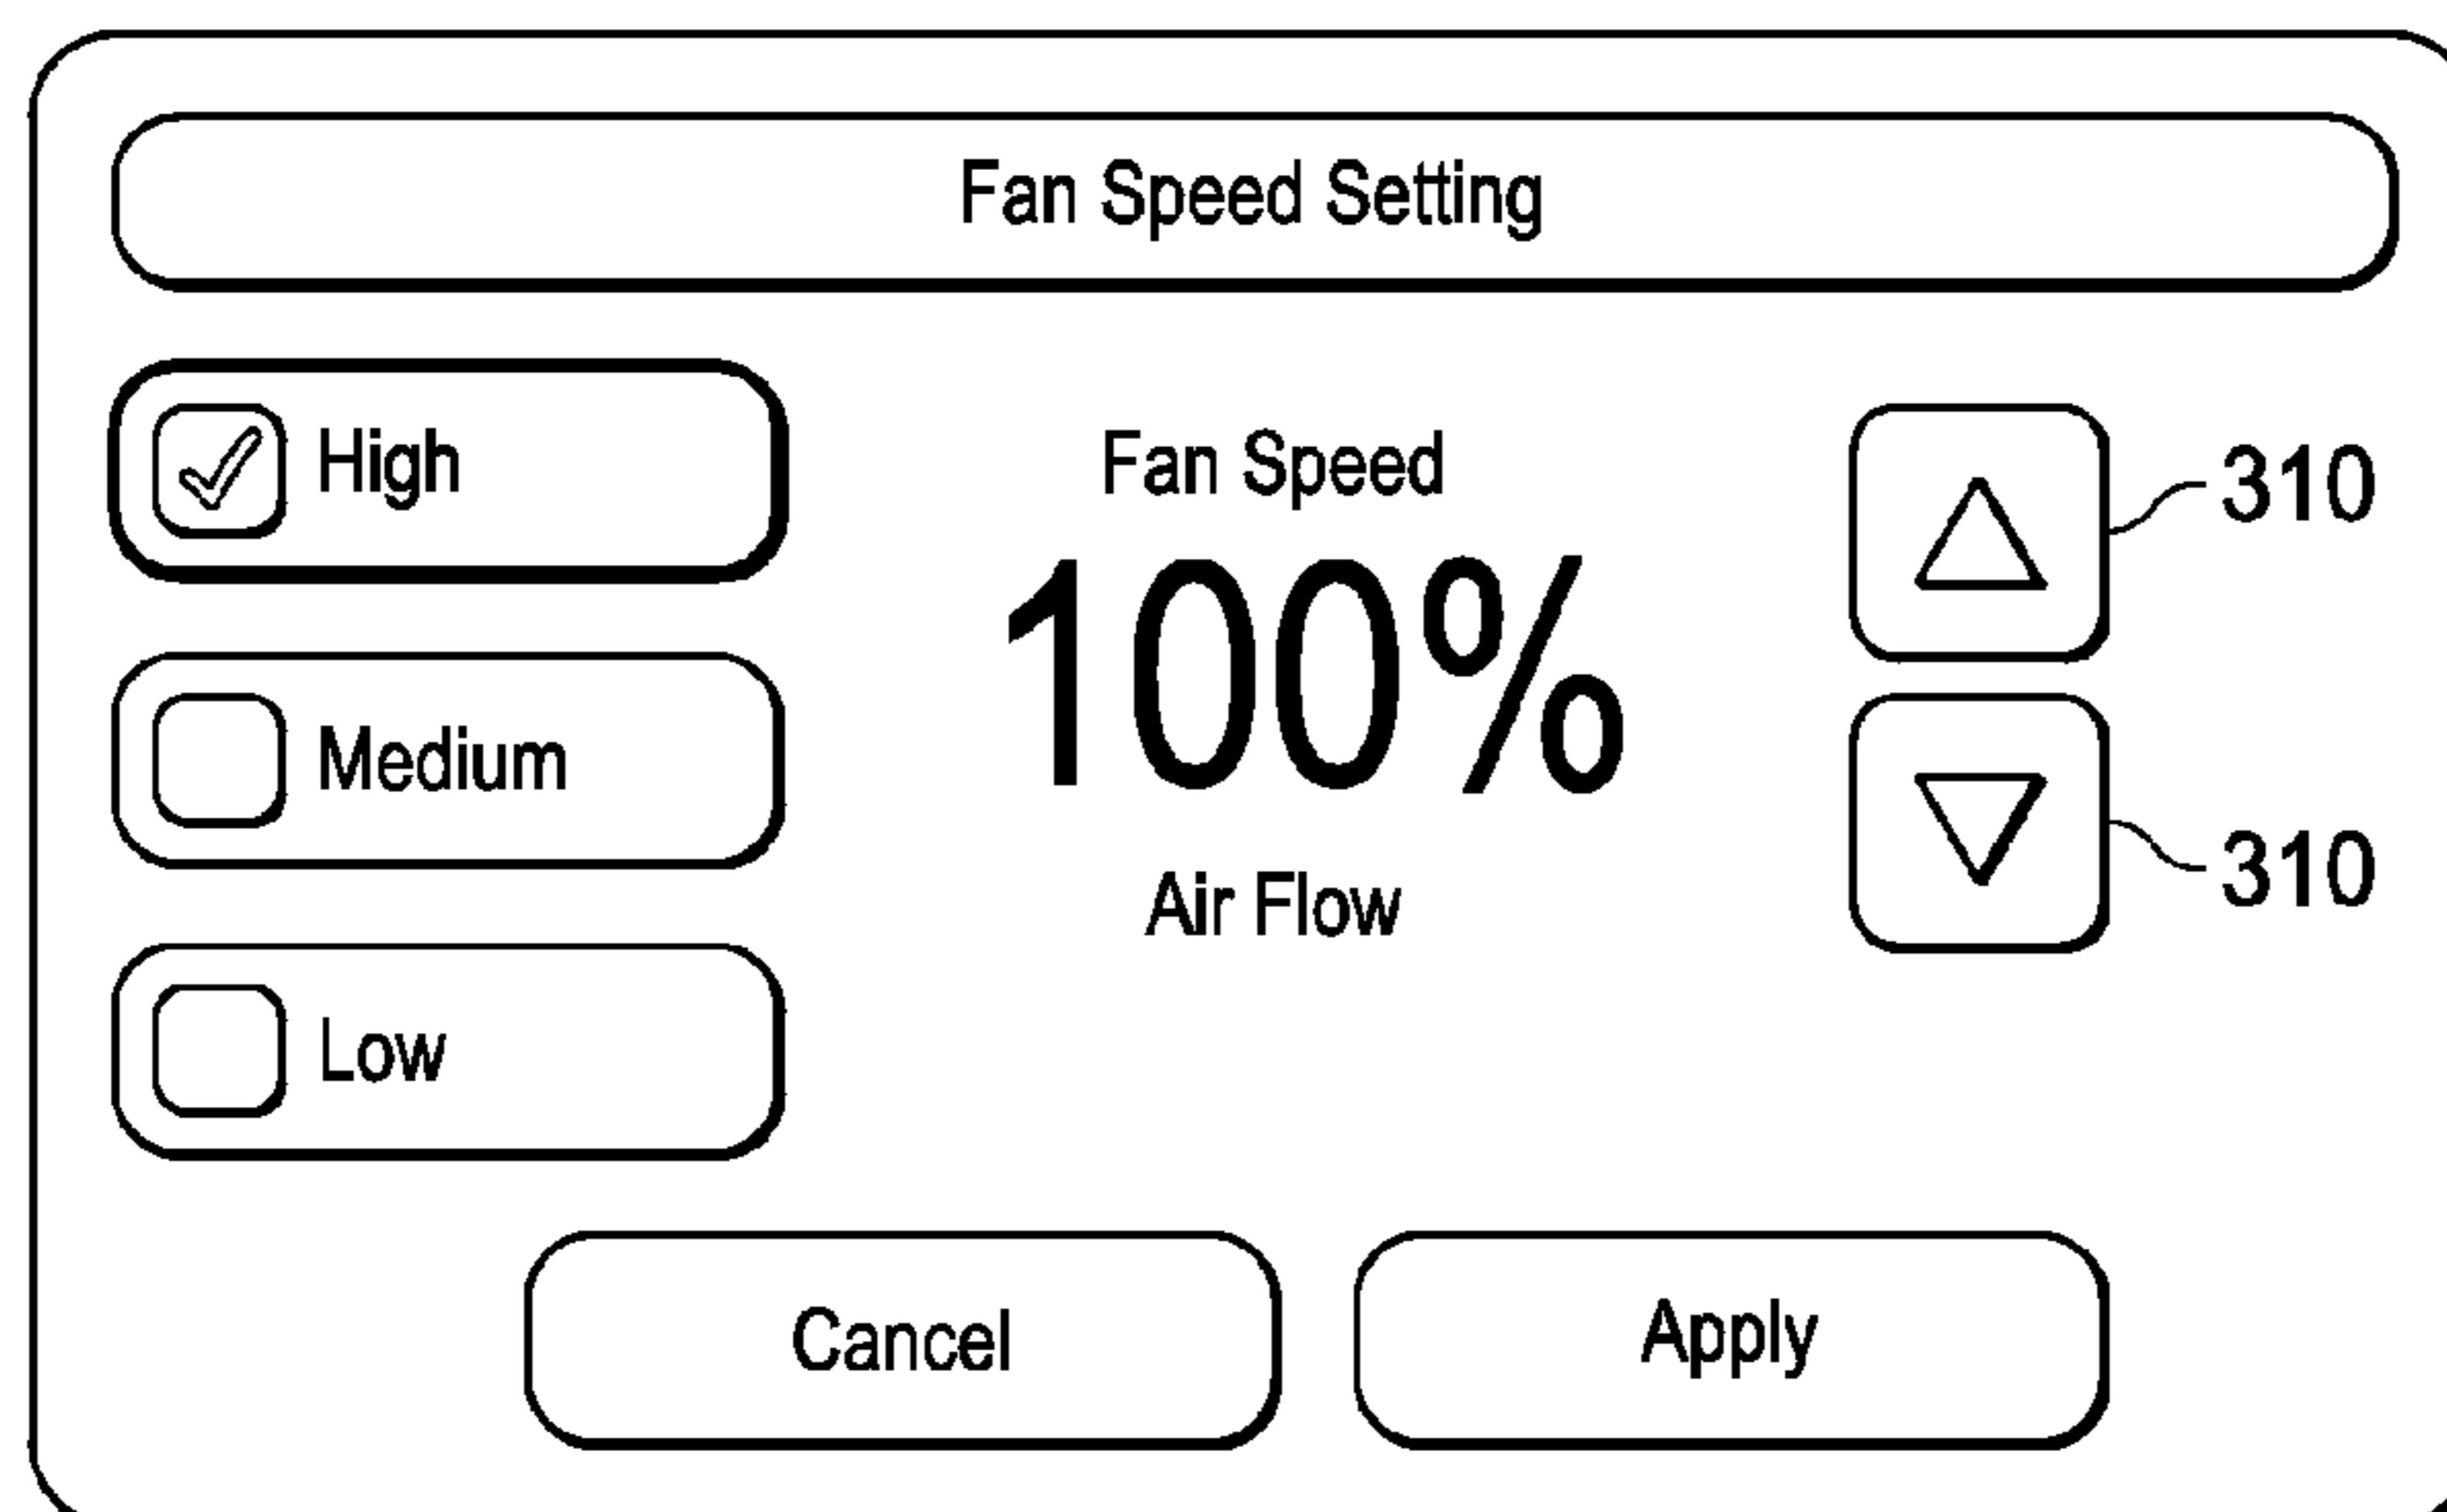 Fan Speed Setting
High
Medium
Low
Fan Speed
100%
Air Flow
310
310
Cancel
Apply